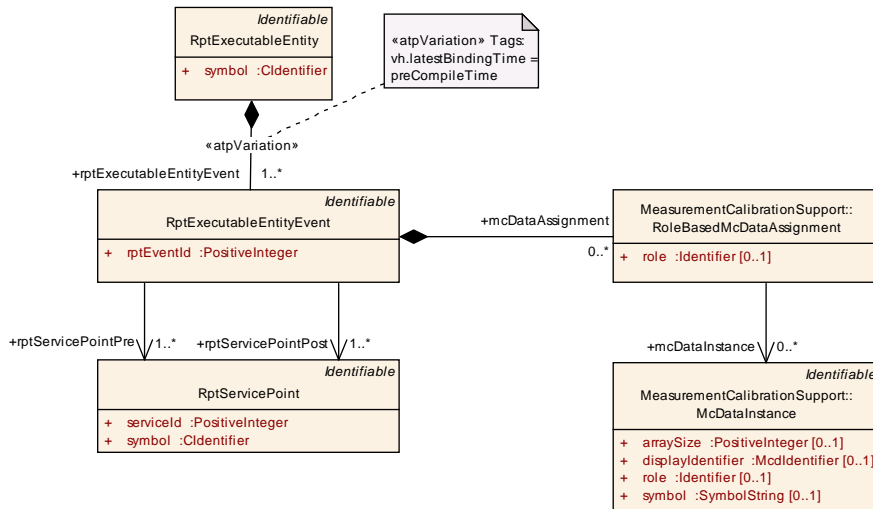 Identifiable
RptExecutableEntity
+ symbol :CIdentifier
«atpVariation» Tags:
vh.latestBindingTime =
preCompileTime
«atpVariation»
+rptExecutableEntityEvent 1..*
Identifiable
RptExecutableEntityEvent
+ rptEventId :PositiveInteger
+mcDataAssignment
0..*
MeasurementCalibrationSupport::
RoleBasedMcDataAssignment
+ role :Identifier [0..1]
+rptServicePointPre 1..*
+rptServicePointPost 1..*
+mcDataInstance 0..*
Identifiable
RptServicePoint
+ serviceId :PositiveInteger
+ symbol :CIdentifier
Identifiable
MeasurementCalibrationSupport::
McDataInstance
+ arraySize :PositiveInteger [0..1]
+ displayIdentifier :McdIdentifier [0..1]
+ role :Identifier [0..1]
+ symbol :SymbolString [0..1]